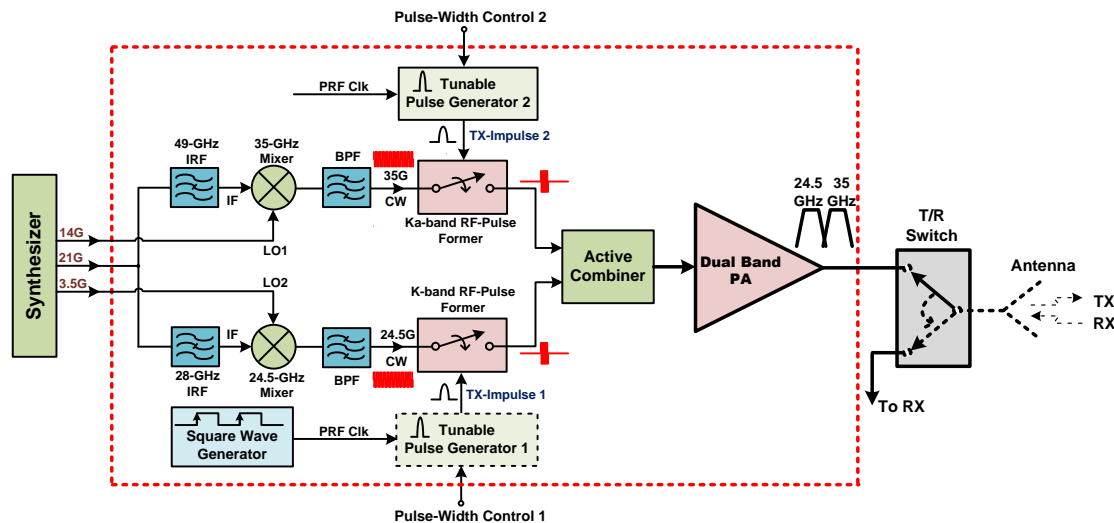 Pulse-Width Control 2
PRF Clk
Tunable
Pulse Generator 2
TX-Impulse 2
49-GHz
IRF
35-GHz
Mixer
BPF
35G
CW
IF
Ka-band RF-Pulse
Former
Synthesizer
14G
21G
3.5G
LO1
LO2
K-band RF-Pulse
Former
IF
24.5G
CW
28-GHz
IRF
24.5-GHz
Mixer
BPF
TX-Impulse 1
Square Wave
Generator
PRF Clk
Tunable
Pulse Generator 1
Pulse-Width Control 1
Active
Combiner
Dual Band
PA
24.5
GHz
35
GHz
T/R
Switch
Antenna
TX
RX
To RX